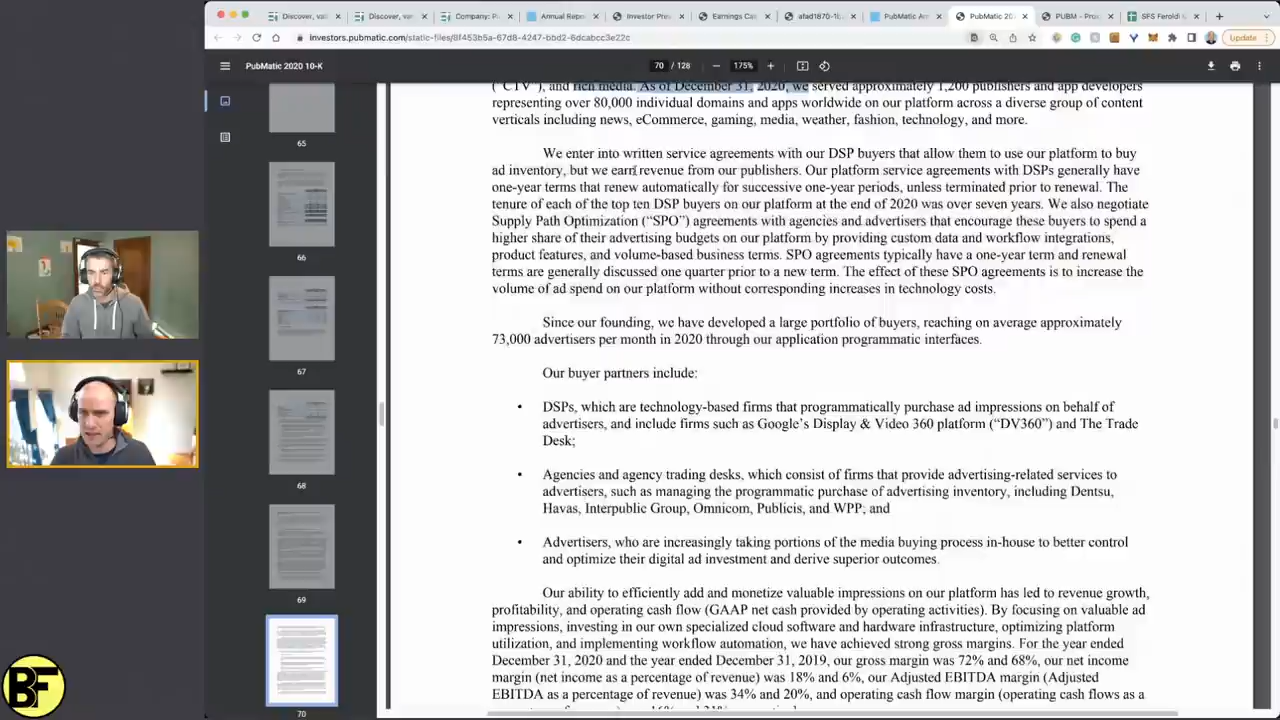 Discover, val
Discover, val
Company: P
Annual Repo
Investor Pre
Earnings Ca
afad1870-1b
PubMatic An
PubMatic 20
PUBM - Proc
SFS Feroldi
investors.pubmatic.com/static-files/8f453b5a-67d8-4247-bbd2-6dcabcc3e22c
Update
PubMatic 2020 10-K
70 / 128
175%
65
66
67
68
69
70
("CTV"), and rich media. As of December 31, 2020, we served approximately 1,200 publishers and app developers
representing over 80,000 individual domains and apps worldwide on our platform across a diverse group of content
verticals including news, eCommerce, gaming, media, weather, fashion, technology, and more.
We enter into written service agreements with our DSP buyers that allow them to use our platform to buy
ad inventory, but we earn revenue from our publishers. Our platform service agreements with DSPs generally have
one-year terms that renew automatically for successive one-year periods, unless terminated prior to renewal. The
tenure of each of the top ten DSP buyers on our platform at the end of 2020 was over seven years. We also negotiate
Supply Path Optimization ("SPO") agreements with agencies and advertisers that encourage these buyers to spend a
higher share of their advertising budgets on our platform by providing custom data and workflow integrations,
product features, and volume-based business terms. SPO agreements typically have a one-year term and renewal
terms are generally discussed one quarter prior to a new term. The effect of these SPO agreements is to increase the
volume of ad spend on our platform without corresponding increases in technology costs.
Since our founding, we have developed a large portfolio of buyers, reaching on average approximately
73,000 advertisers per month in 2020 through our application programmatic interfaces.
Our buyer partners include:
• DSPs, which are technology-based firms that programmatically purchase ad impressions on behalf of
advertisers, and include firms such as Google's Display & Video 360 platform ("DV360") and The Trade
Desk;
• Agencies and agency trading desks, which consist of firms that provide advertising-related services to
advertisers, such as managing the programmatic purchase of advertising inventory, including Dentsu,
Havas, Interpublic Group, Omnicom, Publicis, and WPP; and
• Advertisers, who are increasingly taking portions of the media buying process in-house to better control
and optimize their digital ad investment and derive superior outcomes.
Our ability to efficiently add and monetize valuable impressions on our platform has led to revenue growth,
profitability, and operating cash flow (GAAP net cash provided by operating activities). By focusing on valuable ad
impressions, investing in our own specialized cloud software and hardware infrastructure, optimizing platform
utilization, and implementing workflow automation, we have achieved strong gross margins. For the year ended
December 31, 2020 and the year ended December 31, 2019, our gross margin was 72% and 68%, our net income
margin (net income as a percentage of revenue) was 18% and 6%, our Adjusted EBITDA margin (Adjusted
EBITDA as a percentage of revenue) was 34% and 20%, and operating cash flow margin (operating cash flows as a
BF